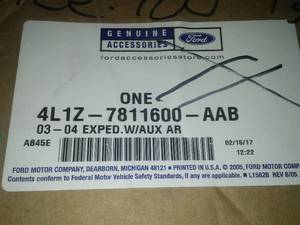 GENUINE
ACCESSORIES
Ford
fordaccessoriesstore.com
ONE
4L1Z-7811600-AAB
03-04 EXPED.W/AUX AR
A845E
02/15/17
12:22
FORD MOTOR COMPANY, DEARBORN, MICHIGAN 48121 • PRINTED IN U.S.A. © 2005, FORD MOTOR COMPANY
Contents conform to Federal Motor Vehicle Safety Standards, if any are applicable. • L1582B REV 8/05